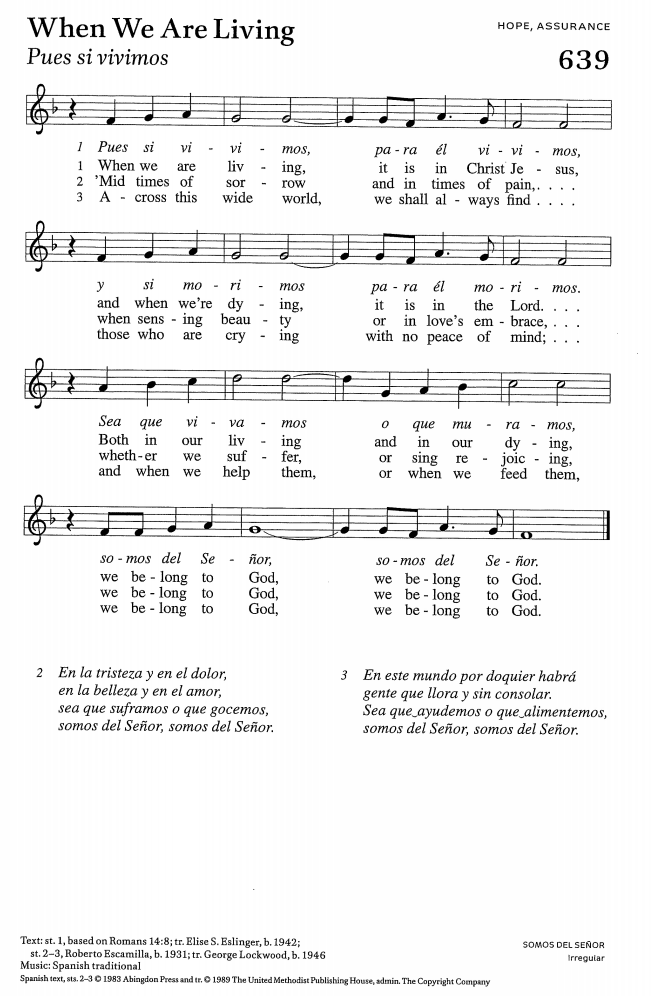 When We Are Living
HOPE, ASSURANCE
Pues si vivimos
639
1 Pues si vi - vi - mos, pa - ra él vi - vi - mos,
1 When we are liv - ing, it is in Christ Je - sus,
2 ’Mid times of sor - row and in times of pain,. . . .
3 A - cross this wide world, we shall al - ways find . . . .
y si mo - ri - mos pa - ra él mo - ri - mos.
and when we’re dy - ing, it is in the Lord. . . .
when sens - ing beau - ty or in love’s em - brace, . . .
those who are cry - ing with no peace of mind; . . .
Sea que vi - va - mos o que mu - ra - mos,
Both in our liv - ing and in our dy - ing,
wheth-er we suf - fer, or sing re - joic - ing,
and when we help them, or when we feed them,
so - mos del Se - ñor, so - mos del Se - ñor.
we be - long to God, we be - long to God.
we be - long to God, we be - long to God.
we be - long to God, we be - long to God.
2 En la tristeza y en el dolor,
en la belleza y en el amor,
sea que suframos o que gocemos,
somos del Señor, somos del Señor.
3 En este mundo por doquier habrá
gente que llora y sin consolar.
Sea que‿ayudemos o que‿alimentemos,
somos del Señor, somos del Señor.
Text: st. 1, based on Romans 14:8; tr. Elise S. Eslinger, b. 1942;
st. 2–3, Roberto Escamilla, b. 1931; tr. George Lockwood, b. 1946
Music: Spanish traditional
Spanish text, sts. 2–3 © 1983 Abingdon Press and tr. © 1989 The United Methodist Publishing House, admin. The Copyright Company
SOMOS DEL SEÑOR
Irregular